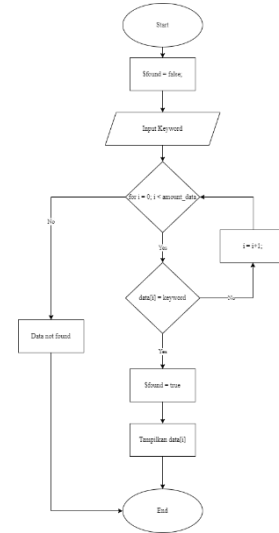 Start
$found = false;
Input Keyword
for i = 0; i < amount_data
No
Yes
i = i+1;
data[i] = keyword
No
Yes
Data not found
$found = true
Tampilkan data[i]
End